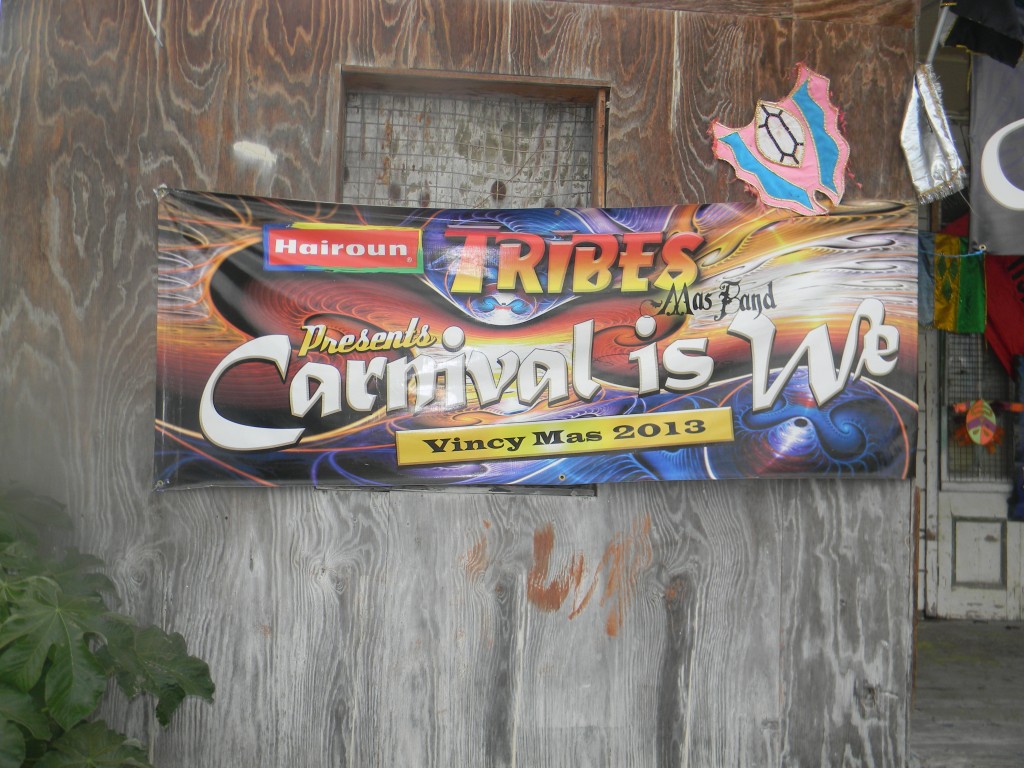 Hairoun
TRIBES
Mas Band
Presents
Carnival is We
Vincy Mas 2013